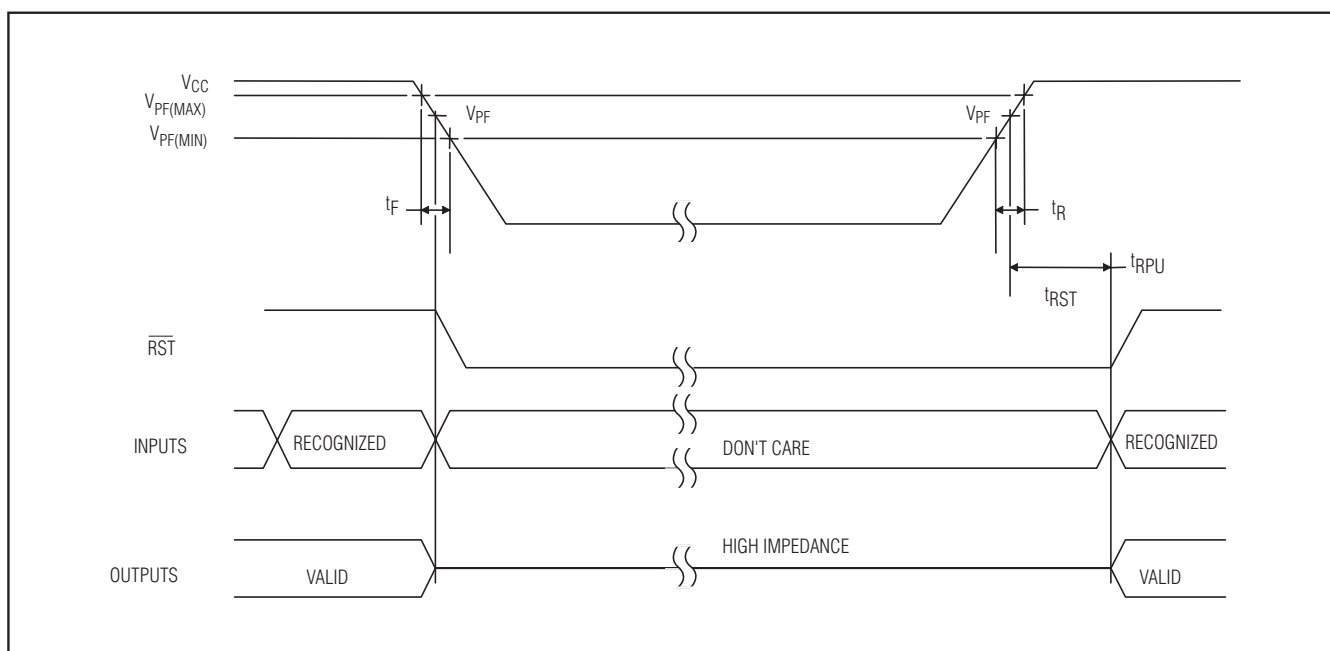 VCC
VPF(MAX)
VPF
VPF
VPF(MIN)
tF
tR
tRPU
tRST
RST
INPUTS
RECOGNIZED
DON'T CARE
RECOGNIZED
HIGH IMPEDANCE
OUTPUTS
VALID
VALID